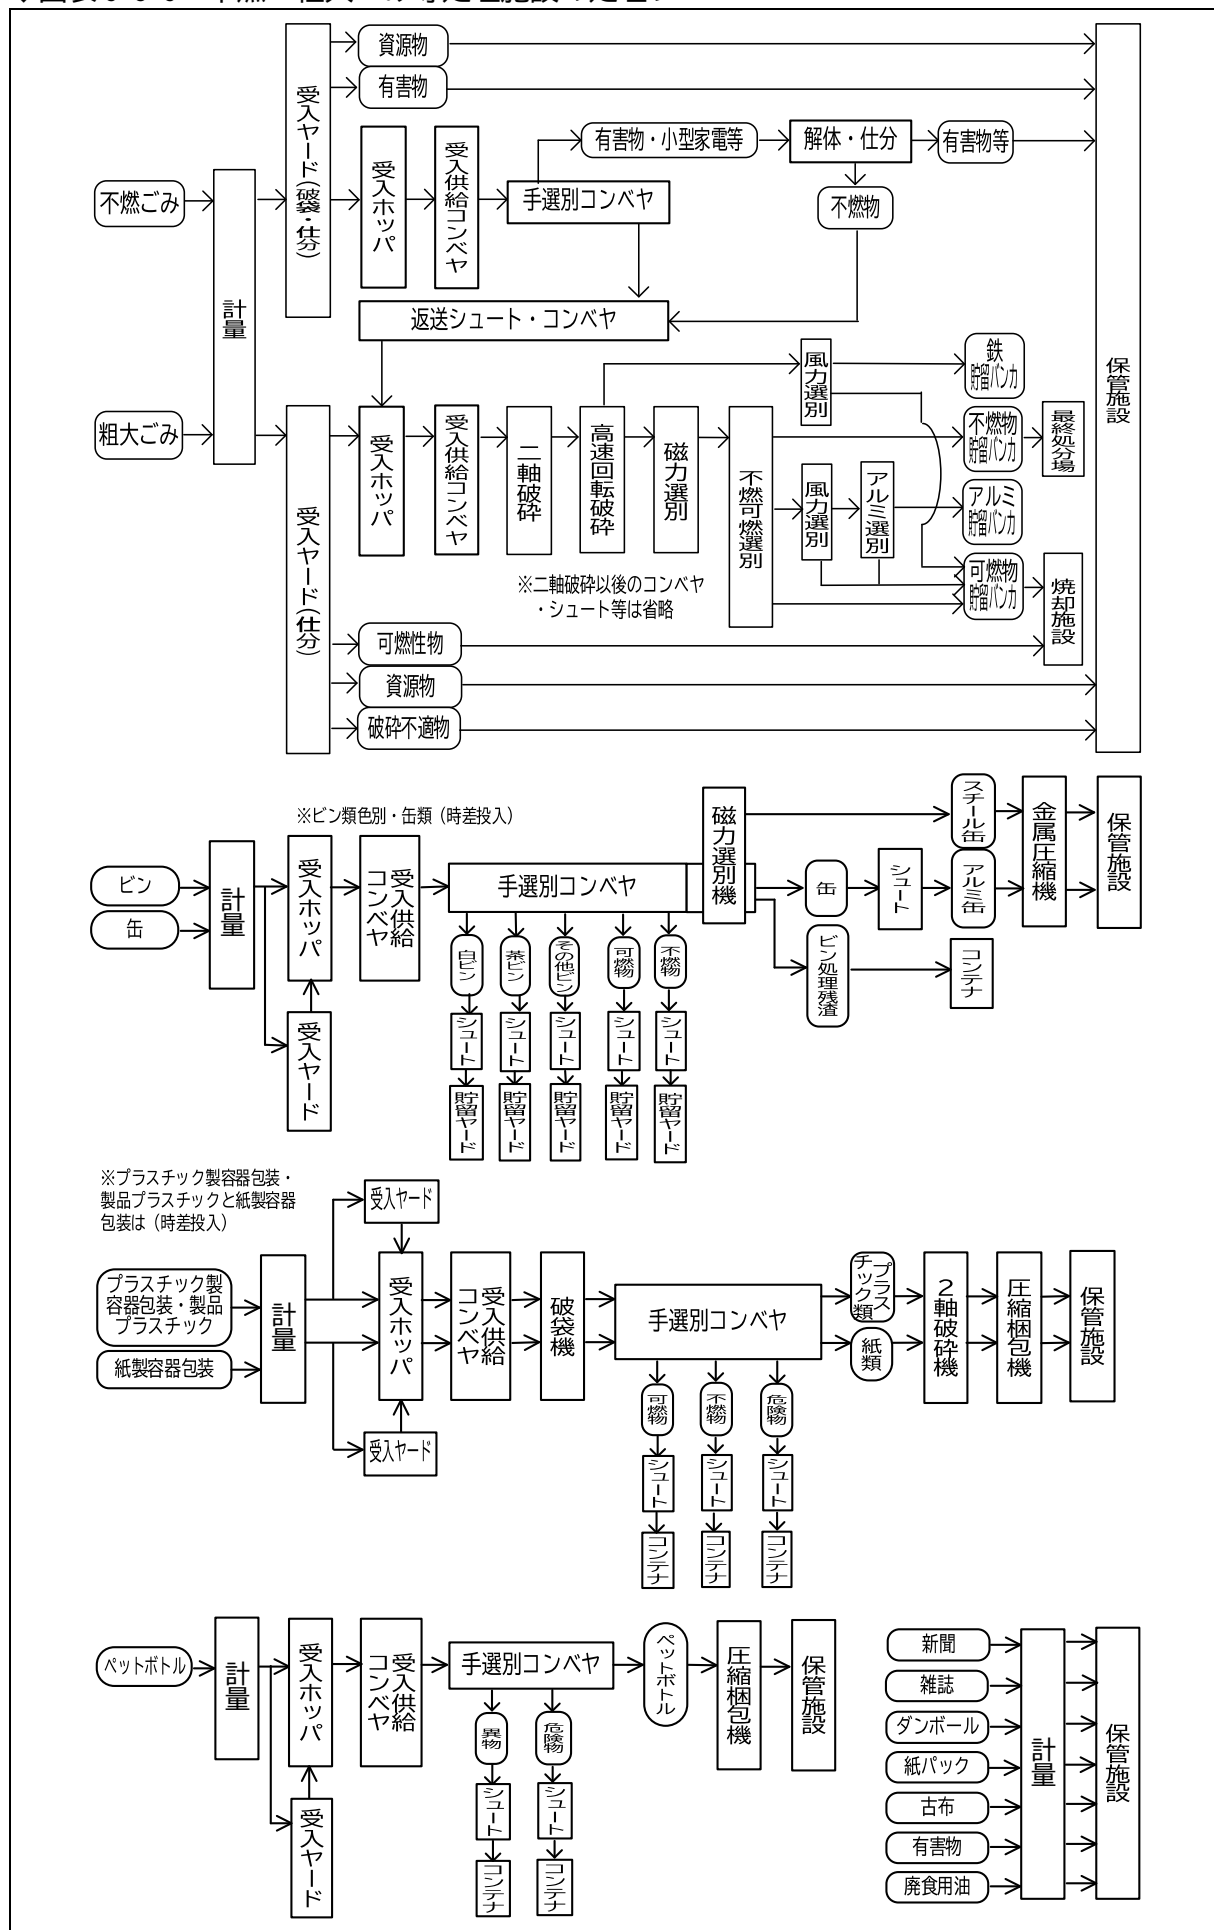 資源物
有害物
受入ヤード(破袋・仕分)
受入ホッパ
受入供給コンベヤ
有害物・小型家電等
解体・仕分
有害物等
手選別コンベヤ
不燃物
不燃ごみ
計量
返送シュート・コンベヤ
保管施設
粗大ごみ
受入ヤード(仕分)
受入ホッパ
受入供給コンベヤ
二軸破砕
高速回転破砕
磁力選別
不燃可燃選別
風力選別
風力選別
アルミ選別
鉄
貯留バンカ
不燃物
貯留バンカ
最終処分場
アルミ
貯留バンカ
可燃物
貯留バンカ
焼却施設
※二軸破砕以後のコンベヤ
・シュート等は省略
可燃性物
資源物
破砕不適物
※ビン類色別・缶類（時差投入）
ビン
缶
計量
受入ホッパ
受入ヤード
受入供給
コンベヤ
手選別コンベヤ
磁力選別機
スチール缶
金属圧縮機
保管施設
缶
シュート
アルミ缶
ビン処理残渣
コンテナ
白ビン
茶ビン
その他ビン
可燃物
不燃物
シュート
シュート
シュート
シュート
シュート
貯留ヤード
貯留ヤード
貯留ヤード
貯留ヤード
貯留ヤード
※プラスチック製容器包装・
製品プラスチックと紙製容器
包装は（時差投入）
受入ヤード
プラスチック製
容器包装・製品
プラスチック
紙製容器包装
計量
受入ホッパ
受入ヤード
受入供給
コンベヤ
破袋機
手選別コンベヤ
プラス
チック類
紙類
2軸破砕機
圧縮梱包機
保管施設
可燃物
不燃物
危険物
シュート
シュート
シュート
コンテナ
コンテナ
コンテナ
ペットボトル
計量
受入ホッパ
受入ヤード
受入供給
コンベヤ
手選別コンベヤ
ペットボトル
圧縮梱包機
保管施設
異物
危険物
シュート
シュート
コンテナ
コンテナ
新聞
雑誌
ダンボール
紙パック
古布
有害物
廃食用油
計量
保管施設